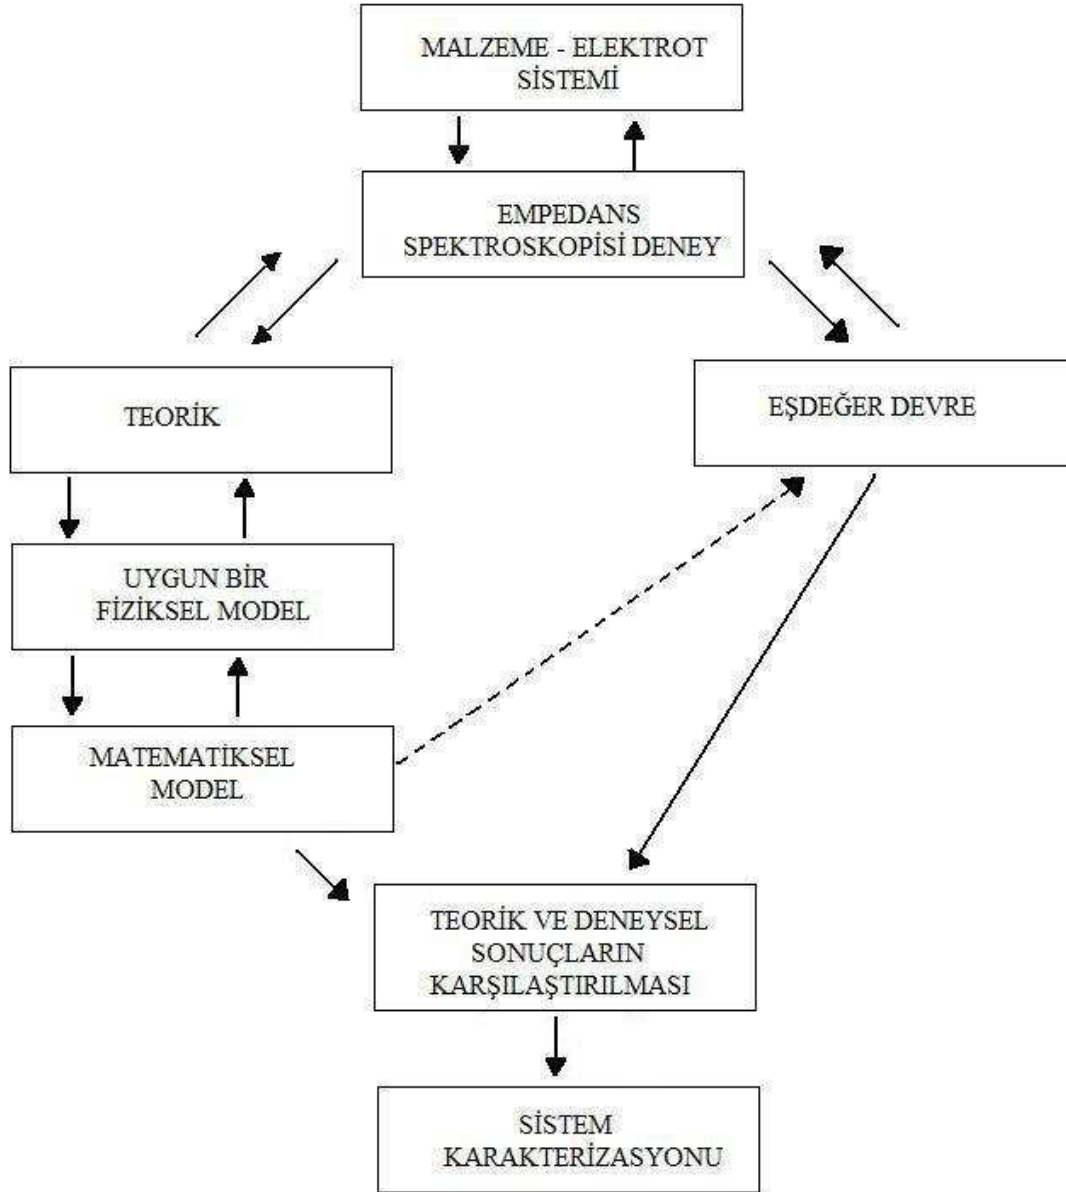 MALZEME - ELEKTROT
SİSTEMİ
EMPEDANS
SPEKTROSKOPİSİ DENEY
TEORİK
EŞDEĞER DEVRE
UYGUN BİR
FİZİKSEL MODEL
MATEMATİKSEL
MODEL
TEORİK VE DENEYSEL
SONUÇLARIN
KARŞILAŞTIRILMASI
SİSTEM
KARAKTERİZASYONU